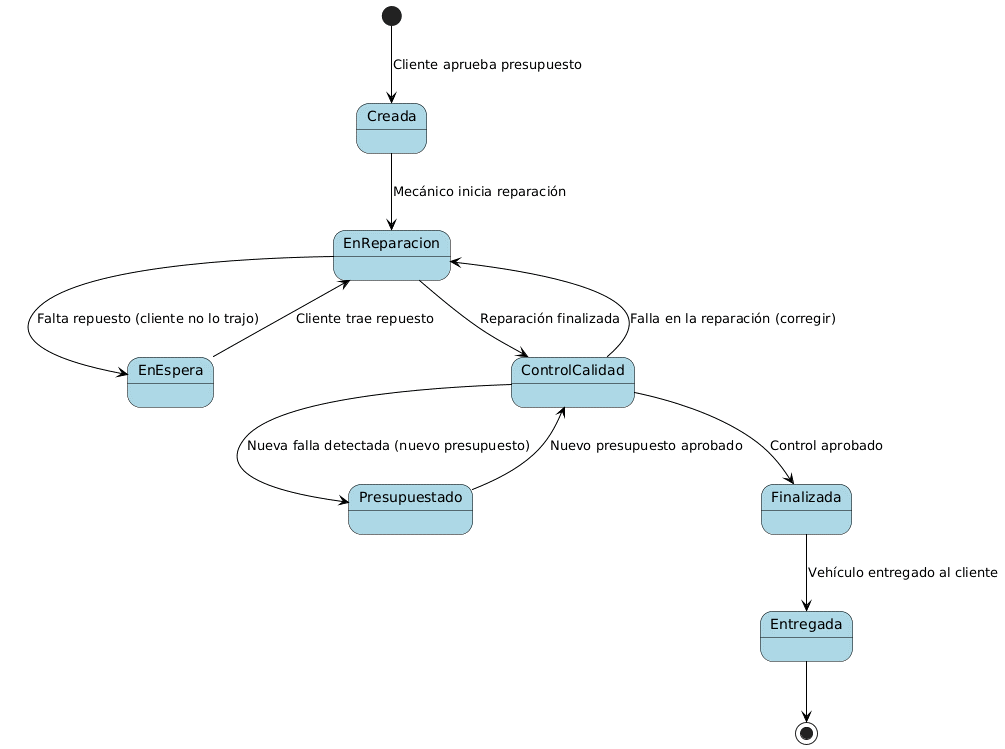 Cliente aprueba presupuesto
Creada
Mecánico inicia reparación
EnReparacion
Falta repuesto (cliente no lo trajo)
Cliente trae repuesto
Reparación finalizada
Falla en la reparación (corregir)
EnEspera
ControlCalidad
Nueva falla detectada (nuevo presupuesto)
Nuevo presupuesto aprobado
Control aprobado
Presupuestado
Finalizada
Vehículo entregado al cliente
Entregada